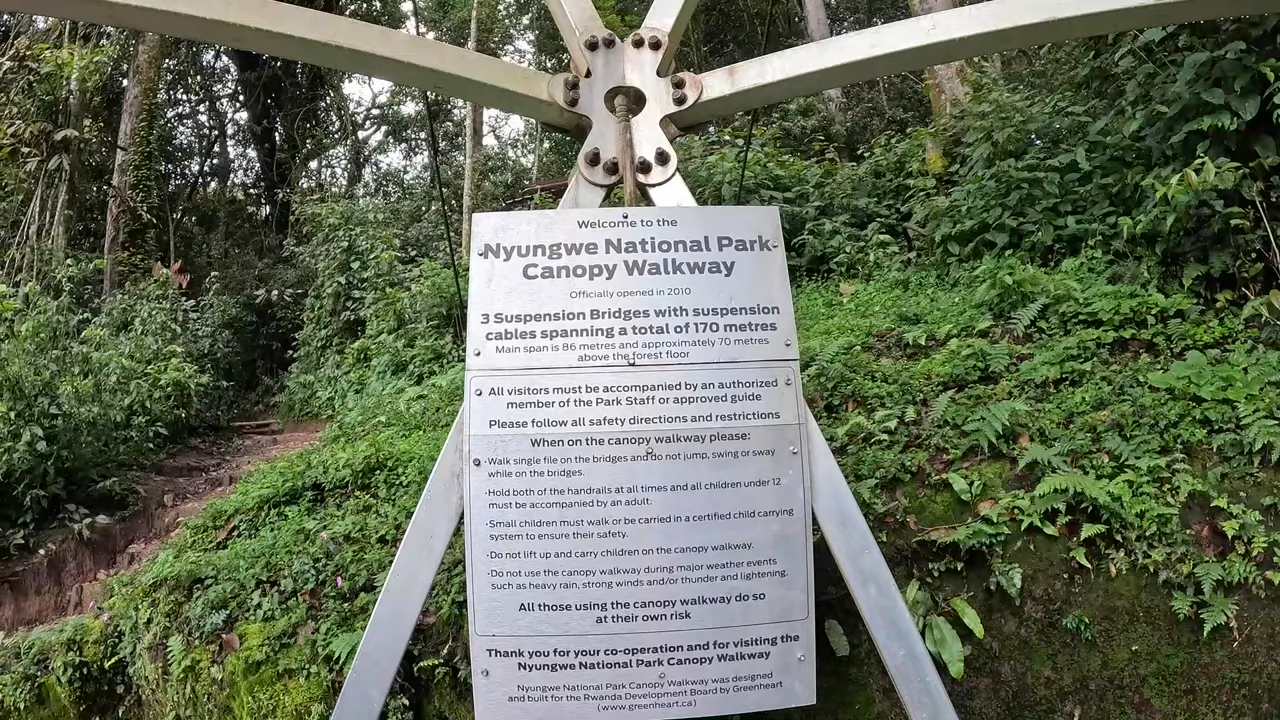 Welcome to the
Nyungwe National Park
Canopy Walkway
Officially opened in 2010
3 Suspension Bridges with suspension
cables spanning a total of 170 metres
Main span is 86 metres and approximately 70 metres
above the forest floor
All visitors must be accompanied by an authorized
member of the Park Staff or approved guide
Please follow all safety directions and restrictions
When on the canopy walkway please:
·Walk single file on the bridges and do not jump, swing or sway
while on the bridges.
·Hold both of the handrails at all times and all children under 12
must be accompanied by an adult.
·Small children must walk or be carried in a certified child carrying
system to ensure their safety.
·Do not lift up and carry children on the canopy walkway.
·Do not use the canopy walkway during major weather events
such as heavy rain, strong winds and/or thunder and lightening.
All those using the canopy walkway do so
at their own risk
Thank you for your co-operation and for visiting the
Nyungwe National Park Canopy Walkway
Nyungwe National Park Canopy Walkway was designed
and built for the Rwanda Development Board by Greenheart
(www.greenheart.ca)